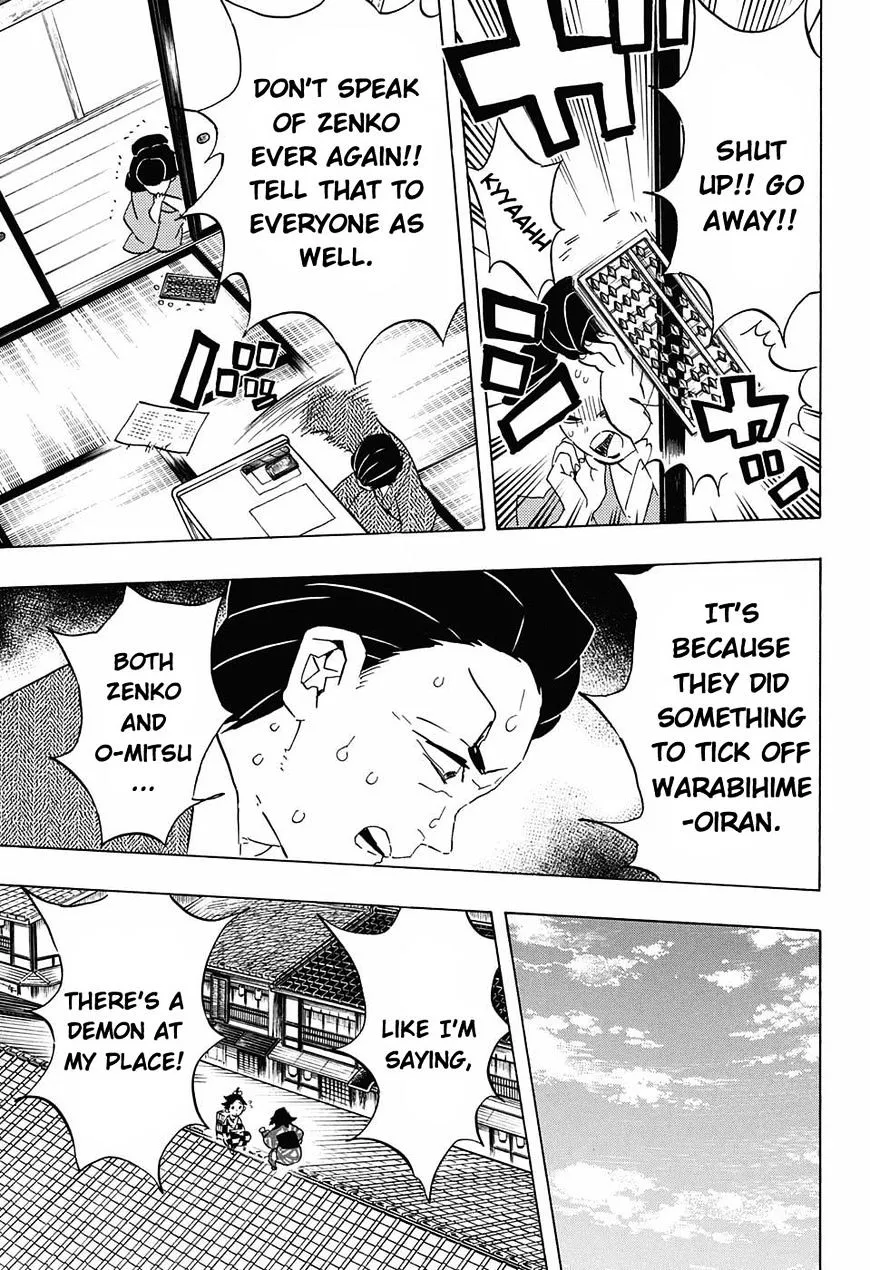 SHUT
UP!! GO
AWAY!!
KYYAAHH
DON'T SPEAK
OF ZENKO
EVER AGAIN!!
TELL THAT TO
EVERYONE AS
WELL.
IT'S
BECAUSE
THEY DID
SOMETHING
TO TICK OFF
WARABIHIME
-OIRAN.
BOTH
ZENKO
AND
O-MITSU
...
LIKE I'M
SAYING,
THERE'S A
DEMON AT
MY PLACE!